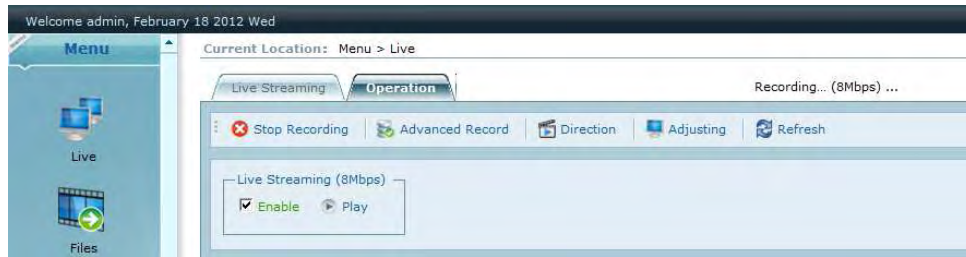 Welcome admin, February 18 2012 Wed
Menu
Current Location: Menu > Live
Live Streaming Operation Recording... (8Mbps) ...
Stop Recording Advanced Record Direction Adjusting Refresh
Live
Live Streaming (8Mbps)
Enable Play
Files